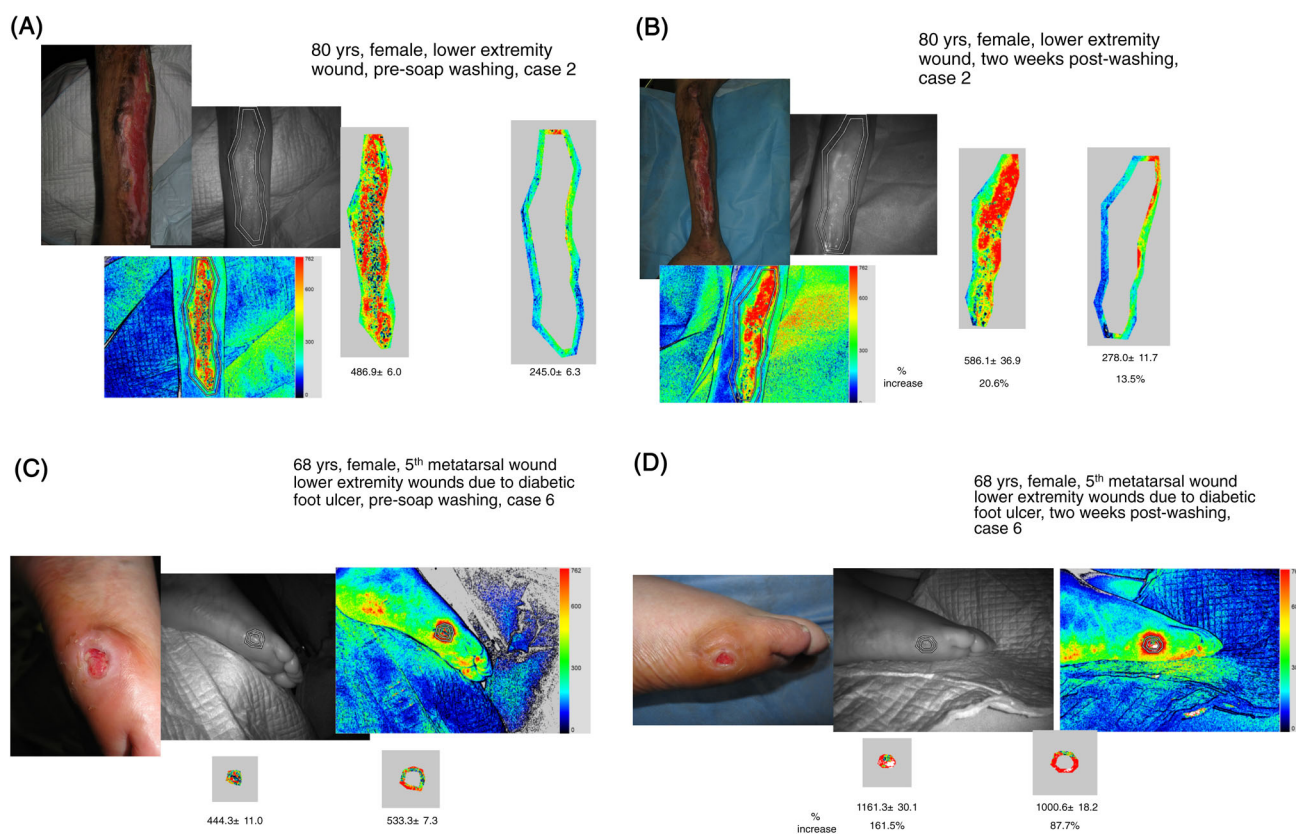 (A)
80 yrs, female, lower extremity
wound, pre-soap washing, case 2
762
600
300
0
486.9± 6.0
245.0± 6.3
(B)
80 yrs, female, lower extremity
wound, two weeks post-washing,
case 2
762
600
300
0
586.1± 36.9
278.0± 11.7
%
increase
20.6%
13.5%
(C)
68 yrs, female, 5th metatarsal wound
lower extremity wounds due to diabetic
foot ulcer, pre-soap washing, case 6
762
600
300
0
444.3± 11.0
533.3± 7.3
(D)
68 yrs, female, 5th metatarsal wound
lower extremity wounds due to diabetic
foot ulcer, two weeks post-washing,
case 6
762
600
300
0
1161.3± 30.1
1000.6± 18.2
%
increase
161.5%
87.7%